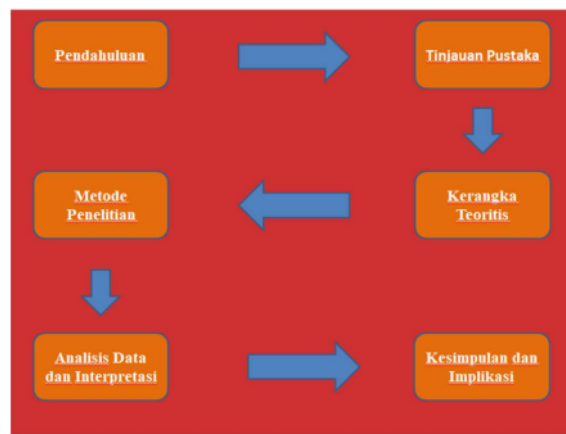 Pendahuluan
Tinjauan Pustaka
Kerangka
Teoritis
Metode
Penelitian
Analisis Data
dan Interpretasi
Kesimpulan dan
Implikasi